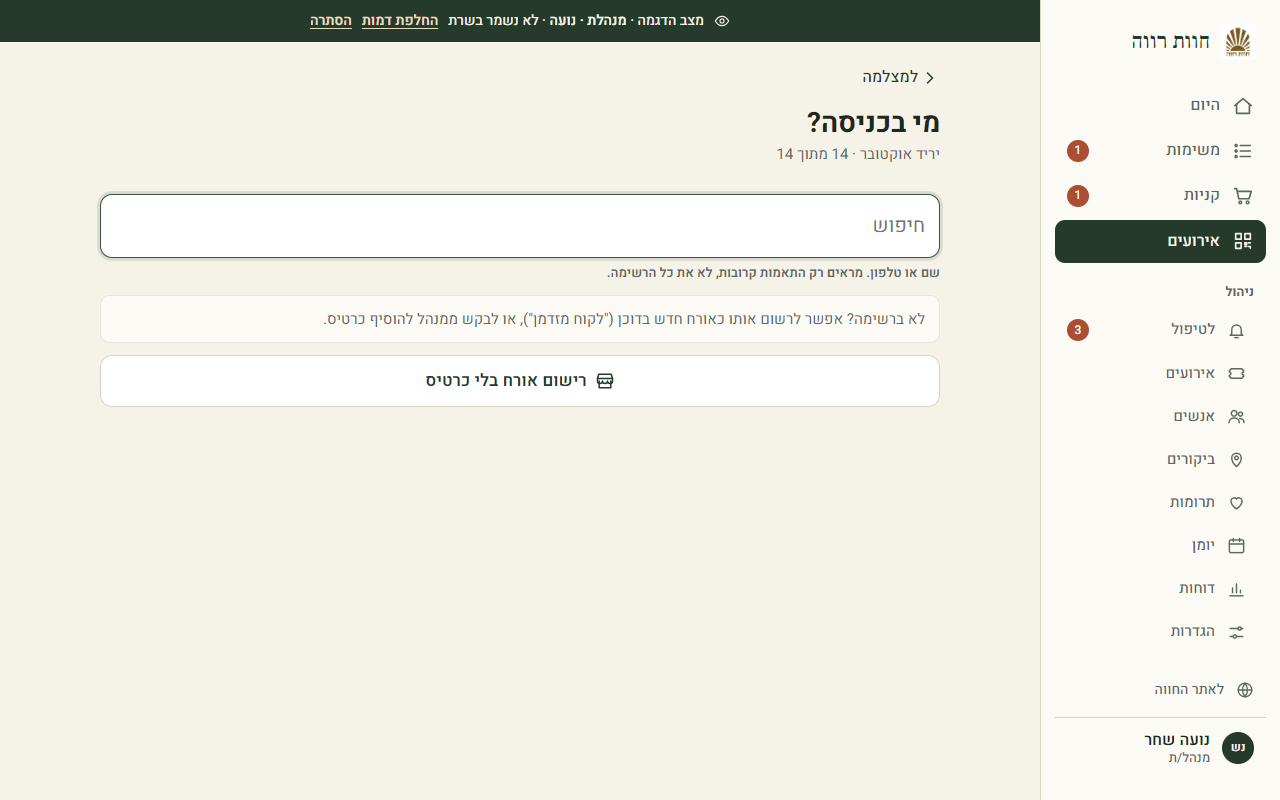 מצב הדגמה · מנהלת · נועה · לא נשמר בשרת החלפת דמות הסתרה
חוות רווה
היום
משימות 1
קניות 1
אירועים
ניהול
לטיפול 3
אירועים
אנשים
ביקורים
תרומות
יומן
דוחות
הגדרות
לאתר החווה
נש
נועה שחר
מנהל/ת
למצלמה
מי בכניסה?
יריד אוקטובר · 14 מתוך 14
חיפוש
שם או טלפון. מראים רק התאמות קרובות, לא את כל הרשימה.
לא ברשימה? אפשר לרשום אותו כאורח חדש בדוכן ("לקוח מזדמן"), או לבקש ממנהל להוסיף כרטיס.
רישום אורח בלי כרטיס